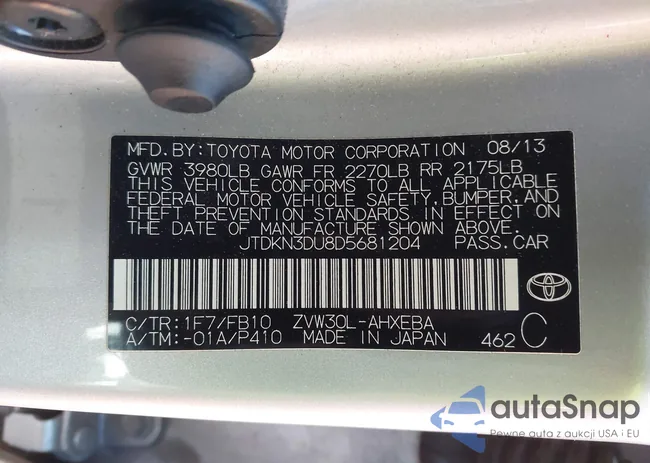 MFD. BY: TOYOTA MOTOR CORPORATION 08/13
GVWR 3980LB GAWR FR 2270LB RR 2175LB
THIS VEHICLE CONFORMS TO ALL APPLICABLE
FEDERAL MOTOR VEHICLE SAFETY, BUMPER, AND
THEFT PREVENTION STANDARDS IN EFFECT ON
THE DATE OF MANUFACTURE SHOWN ABOVE.
JTDKN3DU8D5681204 PASS. CAR
C/TR: 1F7/FB10 ZVW30L-AHXEBA
A/TM: -01A/P410 MADE IN JAPAN 462 C
autaSnap
Pewne auta z aukcji USA i EU